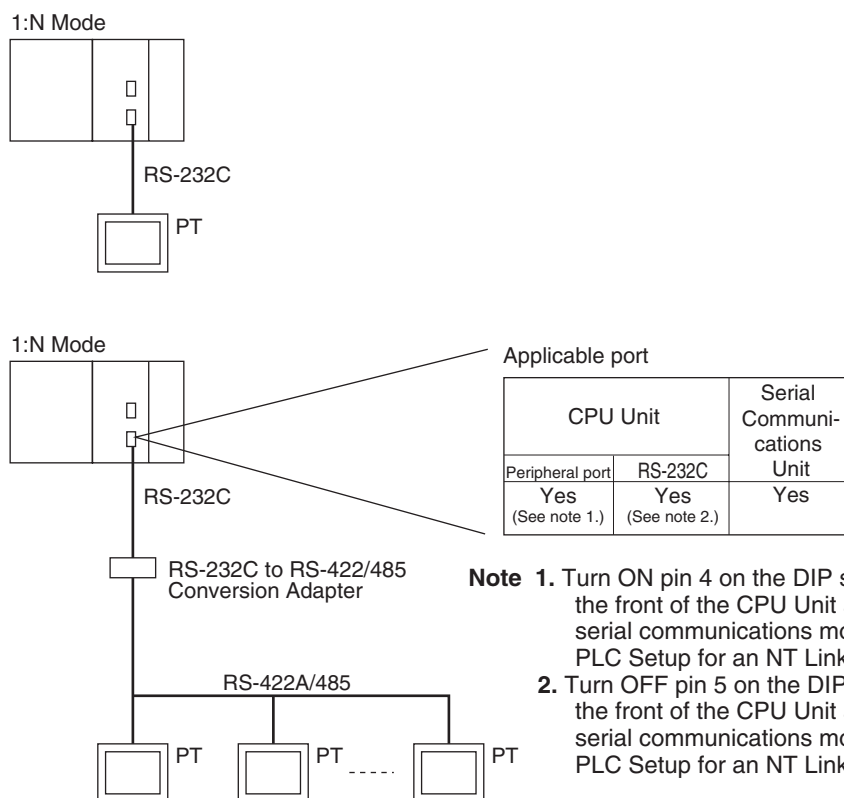 1:N Mode
RS-232C
PT
1:N Mode
Applicable port
CPU Unit
Serial
Communi-
cations
Unit
Peripheral port
RS-232C
Yes
(See note 1.)
Yes
(See note 2.)
Yes
RS-232C
RS-232C to RS-422/485
Conversion Adapter
Note 1. Turn ON pin 4 on the DIP
the front of the CPU Unit
serial communications
PLC Setup for an NT Link
2. Turn OFF pin 5 on the DIP
the front of the CPU Unit
serial communications
PLC Setup for an NT Link
RS-422A/485
PT
PT
PT